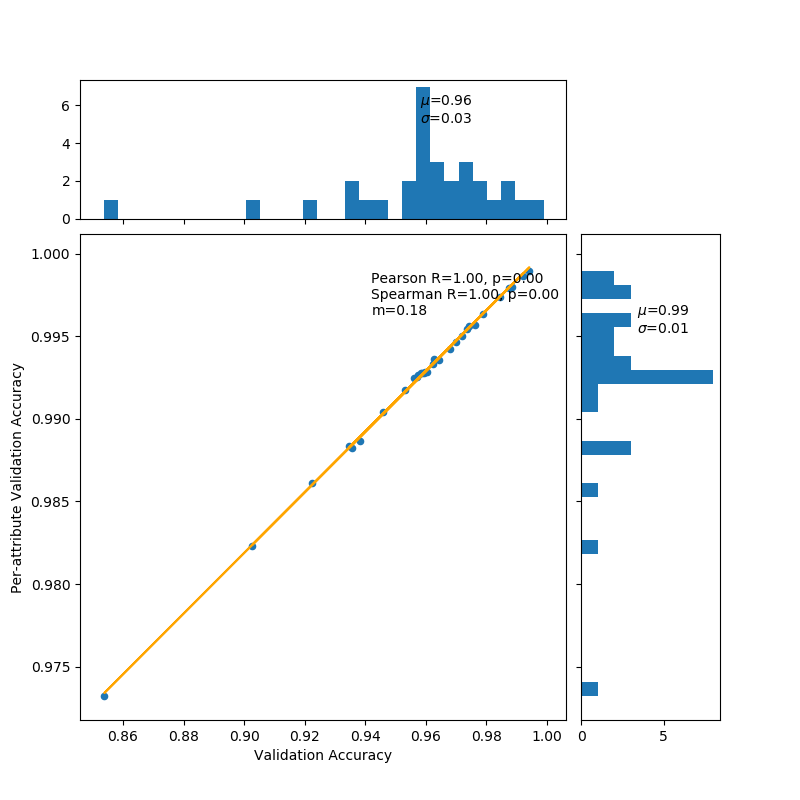 6
4
2
0
μ=0.96
σ=0.03
1.000
0.995
0.990
0.985
0.980
0.975
Per-attribute Validation Accuracy
Pearson R=1.00, p=0.00
Spearman R=1.00, p=0.00
m=0.18
0.86 0.88 0.90 0.92 0.94 0.96 0.98 1.00
Validation Accuracy
μ=0.99
σ=0.01
0 5